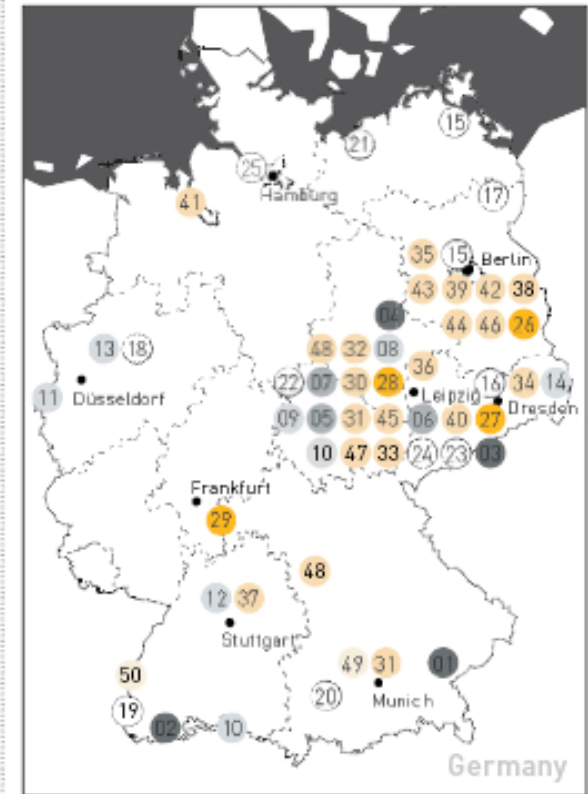 15
21
25
Hamburg
17
41
35 15 Berlin
43 39 42 38
04
44 46 26
13 18
48 32 08
36
11
Düsseldorf
22 07 30 28
Leipzig
16 34 14
Dresden
09 05 31 45 06 40 27
10 47 33 24 23 03
Frankfurt
29
48
12 37
Stuttgart
50
49 31 01
20
Munich
19
02 10
Germany